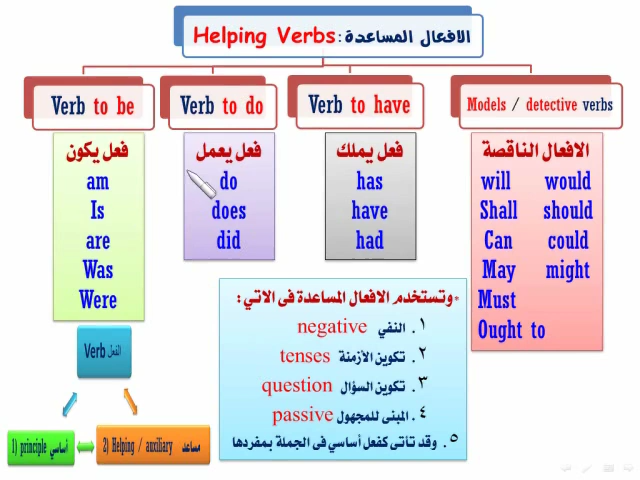 Helping Verbs: الافعال المساعدة
Verb to be
Verb to do
Verb to have
Models / detective verbs
فعل يكون
am
Is
are
Was
Were
فعل يعمل
do
does
did
فعل يملك
has
have
had
الافعال الناقصة
will would
Shall should
Can could
May might
Must
Ought to
*وتستخدم الافعال المساعدة فى الاتي:
١. النفي negative
٢. تكوين الأزمنة tenses
٣. تكوين السؤال question
٤. المبنى للمجهول passive
٥. وقد تأتى كفعل أساسي فى الجملة بمفردها
Verb الفعل
1) principle أساسي
2) Helping / auxiliary مساعد